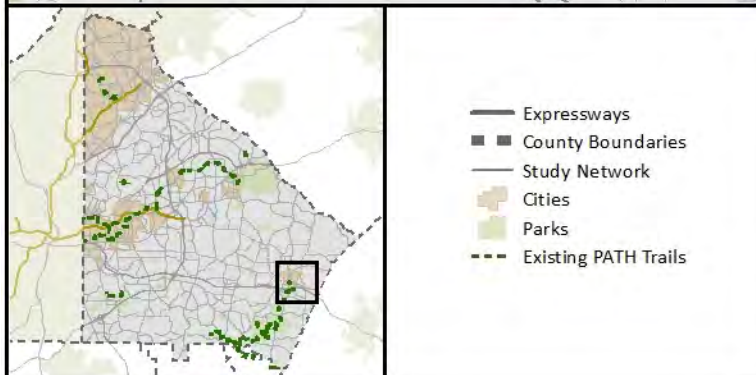 Expressways
County Boundaries
Study Network
Cities
Parks
Existing PATH Trails